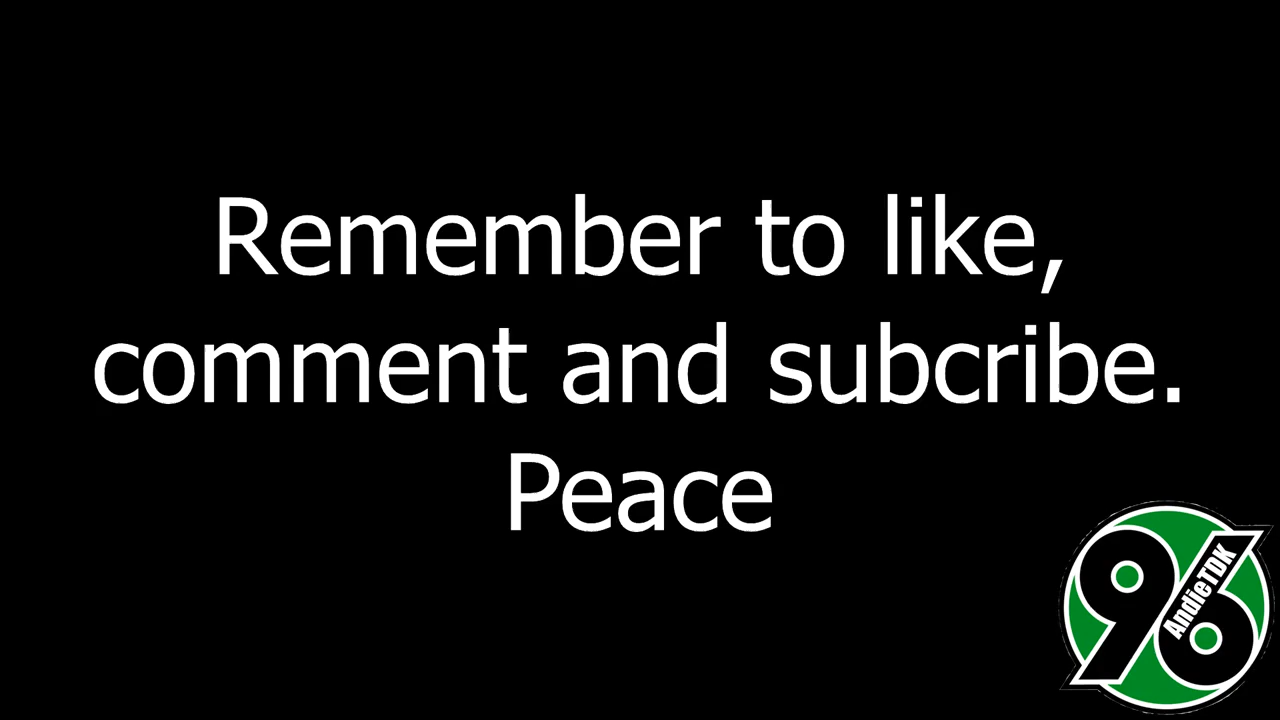 Remember to like,
comment and subcribe.
Peace
96
AndieTDK